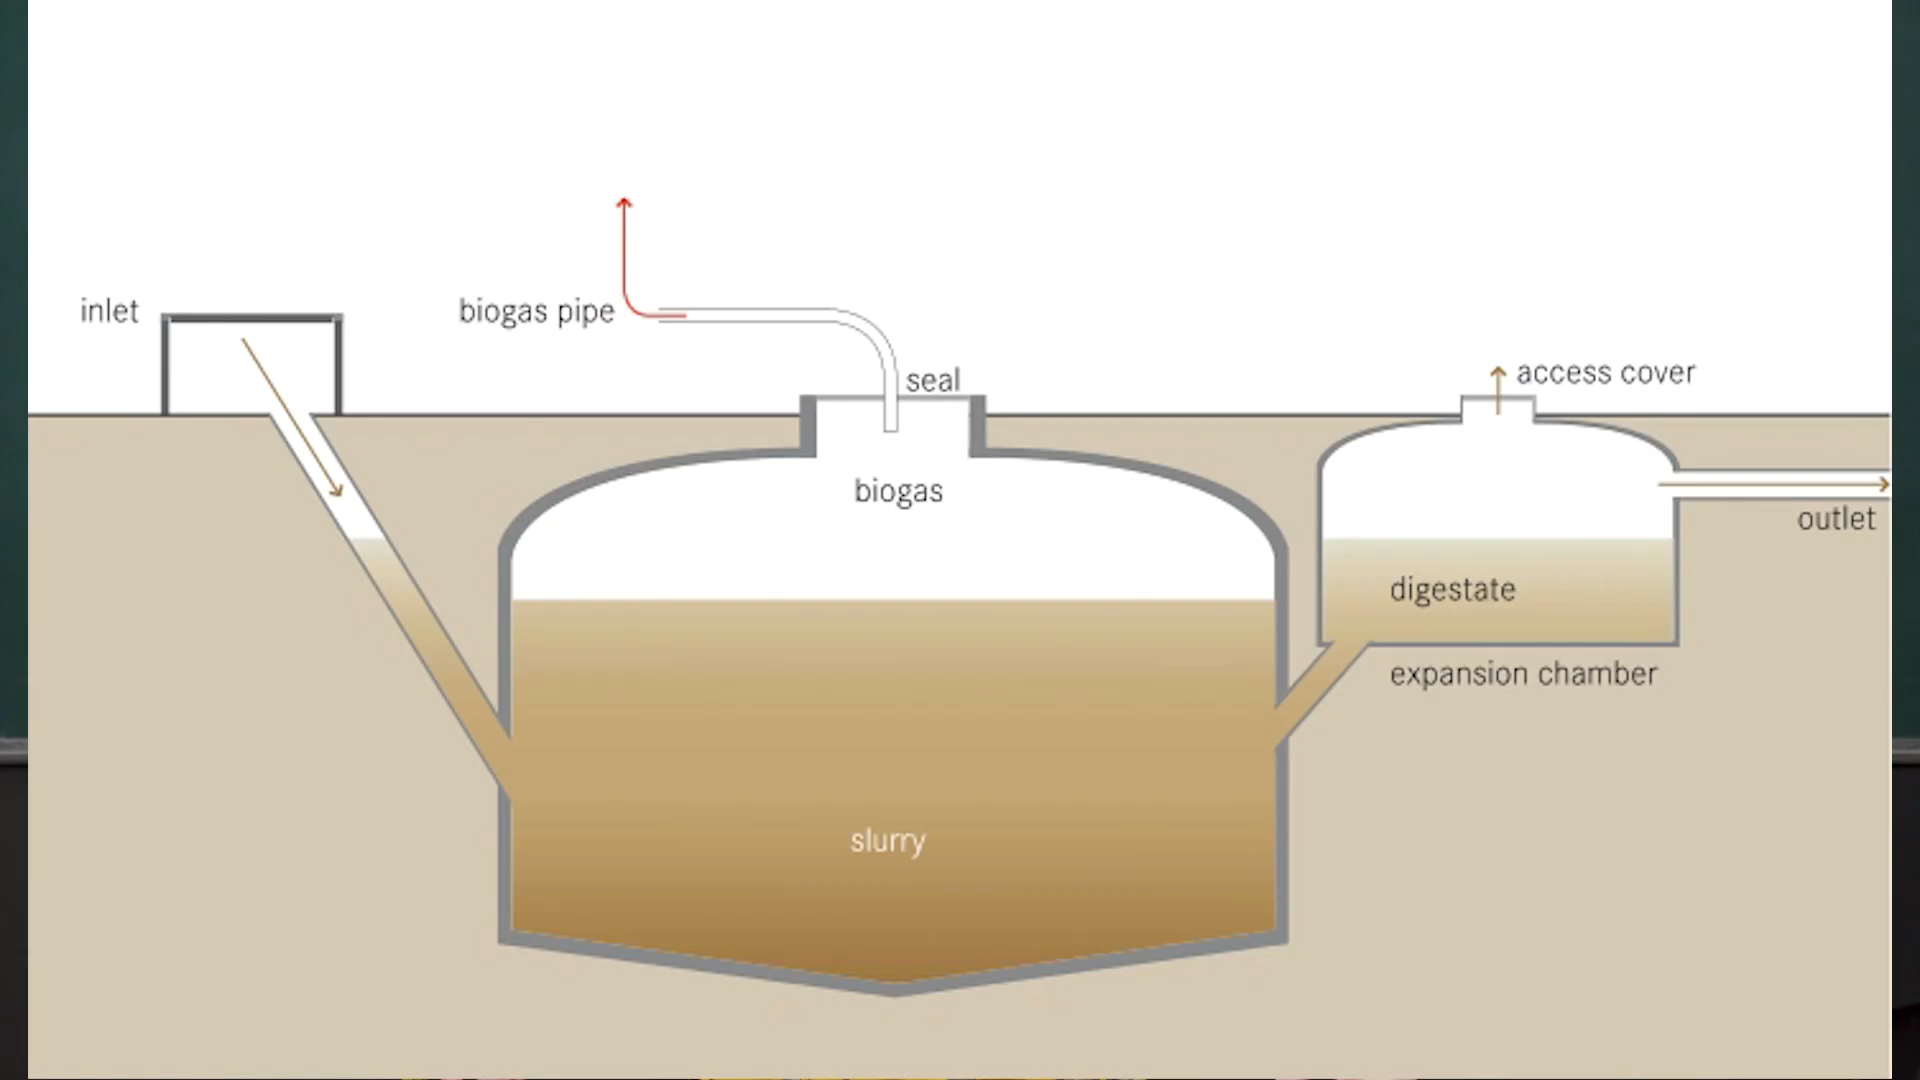 inlet
biogas pipe
seal
access cover
biogas
outlet
digestate
expansion chamber
slurry